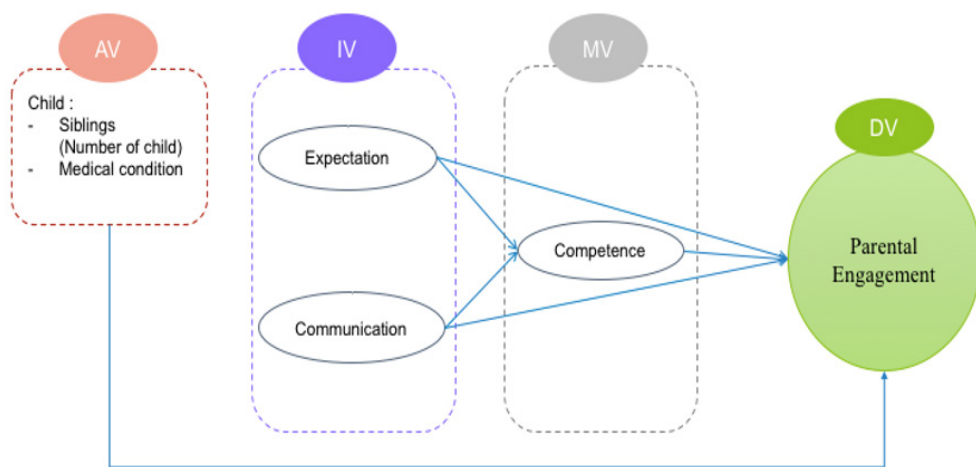 AV
Child :
- Siblings
(Number of child)
- Medical condition
IV
Expectation
Communication
MV
Competence
DV
Parental
Engagement